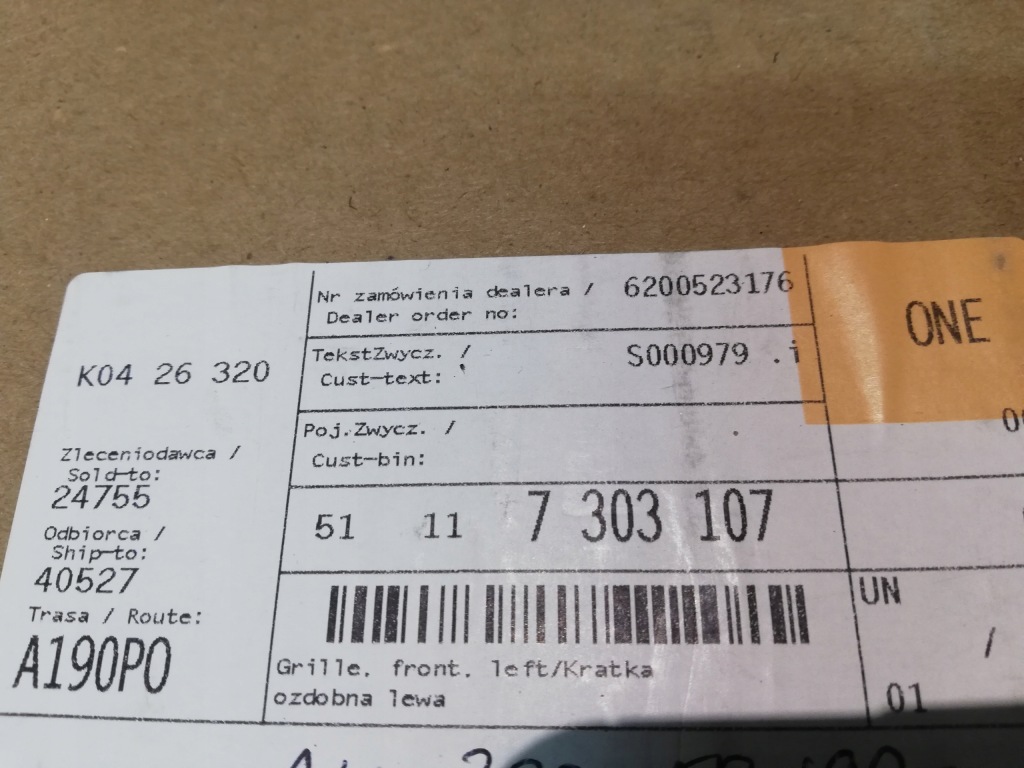 K04 26 320
Zleceniodawca /
Sold-to:
24755
Odbiorca /
Ship-to:
40527
Trasa / Route:
A190PO
Nr zamówienia dealera / 6200523176
Dealer order no:
TekstZwycz. / S000979 .i
Cust-text:
Poj.Zwycz. /
Cust-bin:
51 11 7 303 107
Grille, front, left/Kratka
ozdobna lewa
ONE
UN
/
01